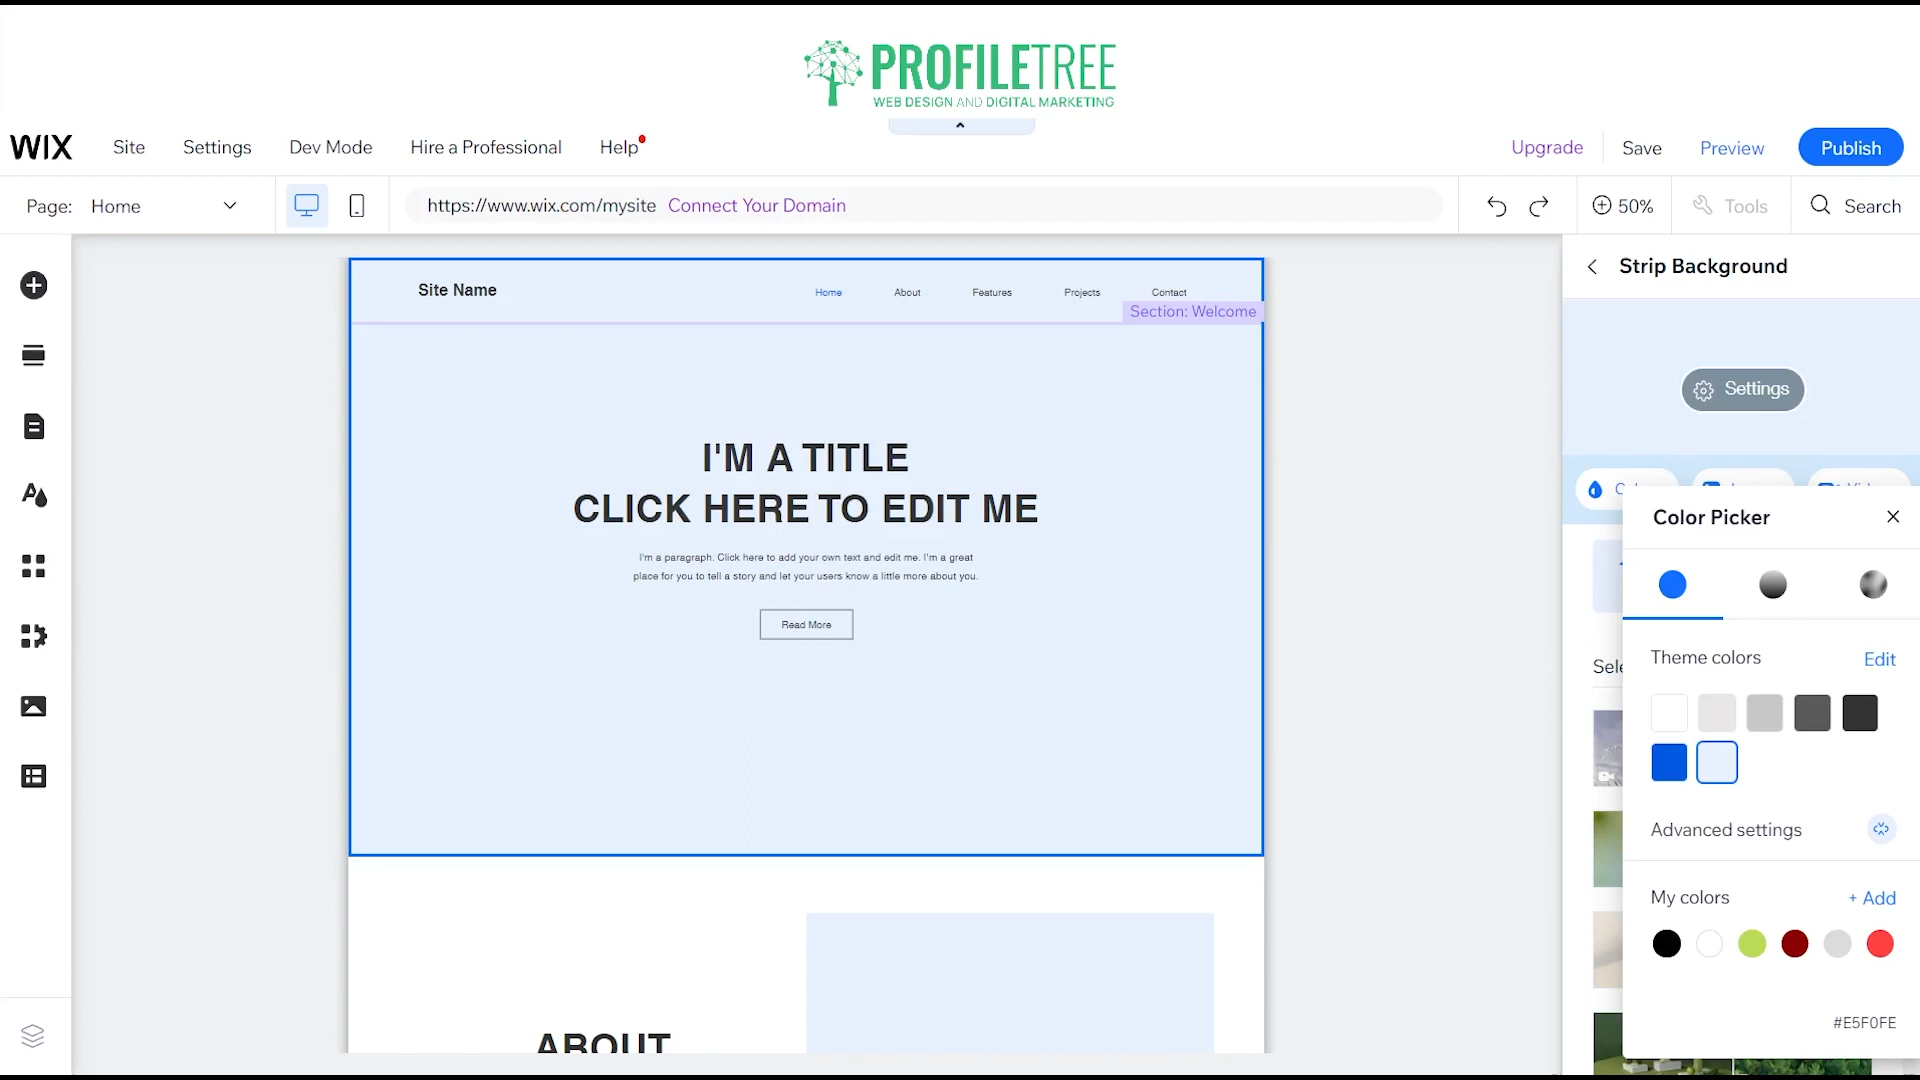 PROFILETREE
WEB DESIGN AND DIGITAL MARKETING
WIX Site Settings Dev Mode Hire a Professional Help Upgrade Save Preview Publish
Page: Home https://www.wix.com/mysite Connect Your Domain 50% Tools Search
Strip Background
Settings
Site Name Home About Features Projects Contact
Section: Welcome
I'M A TITLE
CLICK HERE TO EDIT ME
I'm a paragraph. Click here to add your own text and edit me. I'm a great
place for you to tell a story and let your users know a little more about you.
Read More
ABOUT
Color Picker
Theme colors Edit
Advanced settings
My colors + Add
#E5F0FE